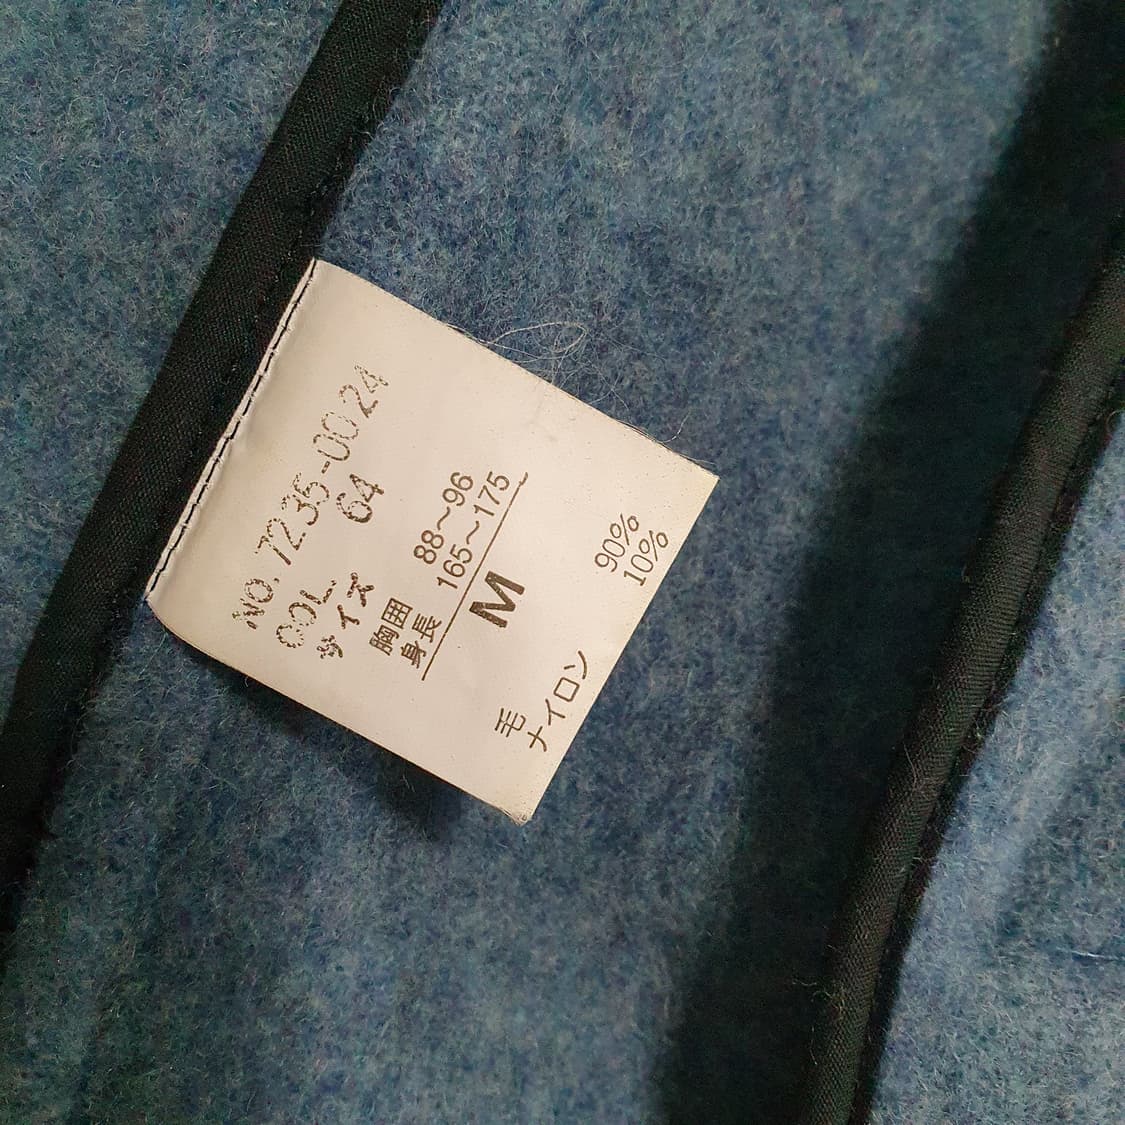 NO. 7235-0024
COL. 64
サイズ
胸囲 88～96
身長 165～175
M
毛 90%
ナイロン 10%